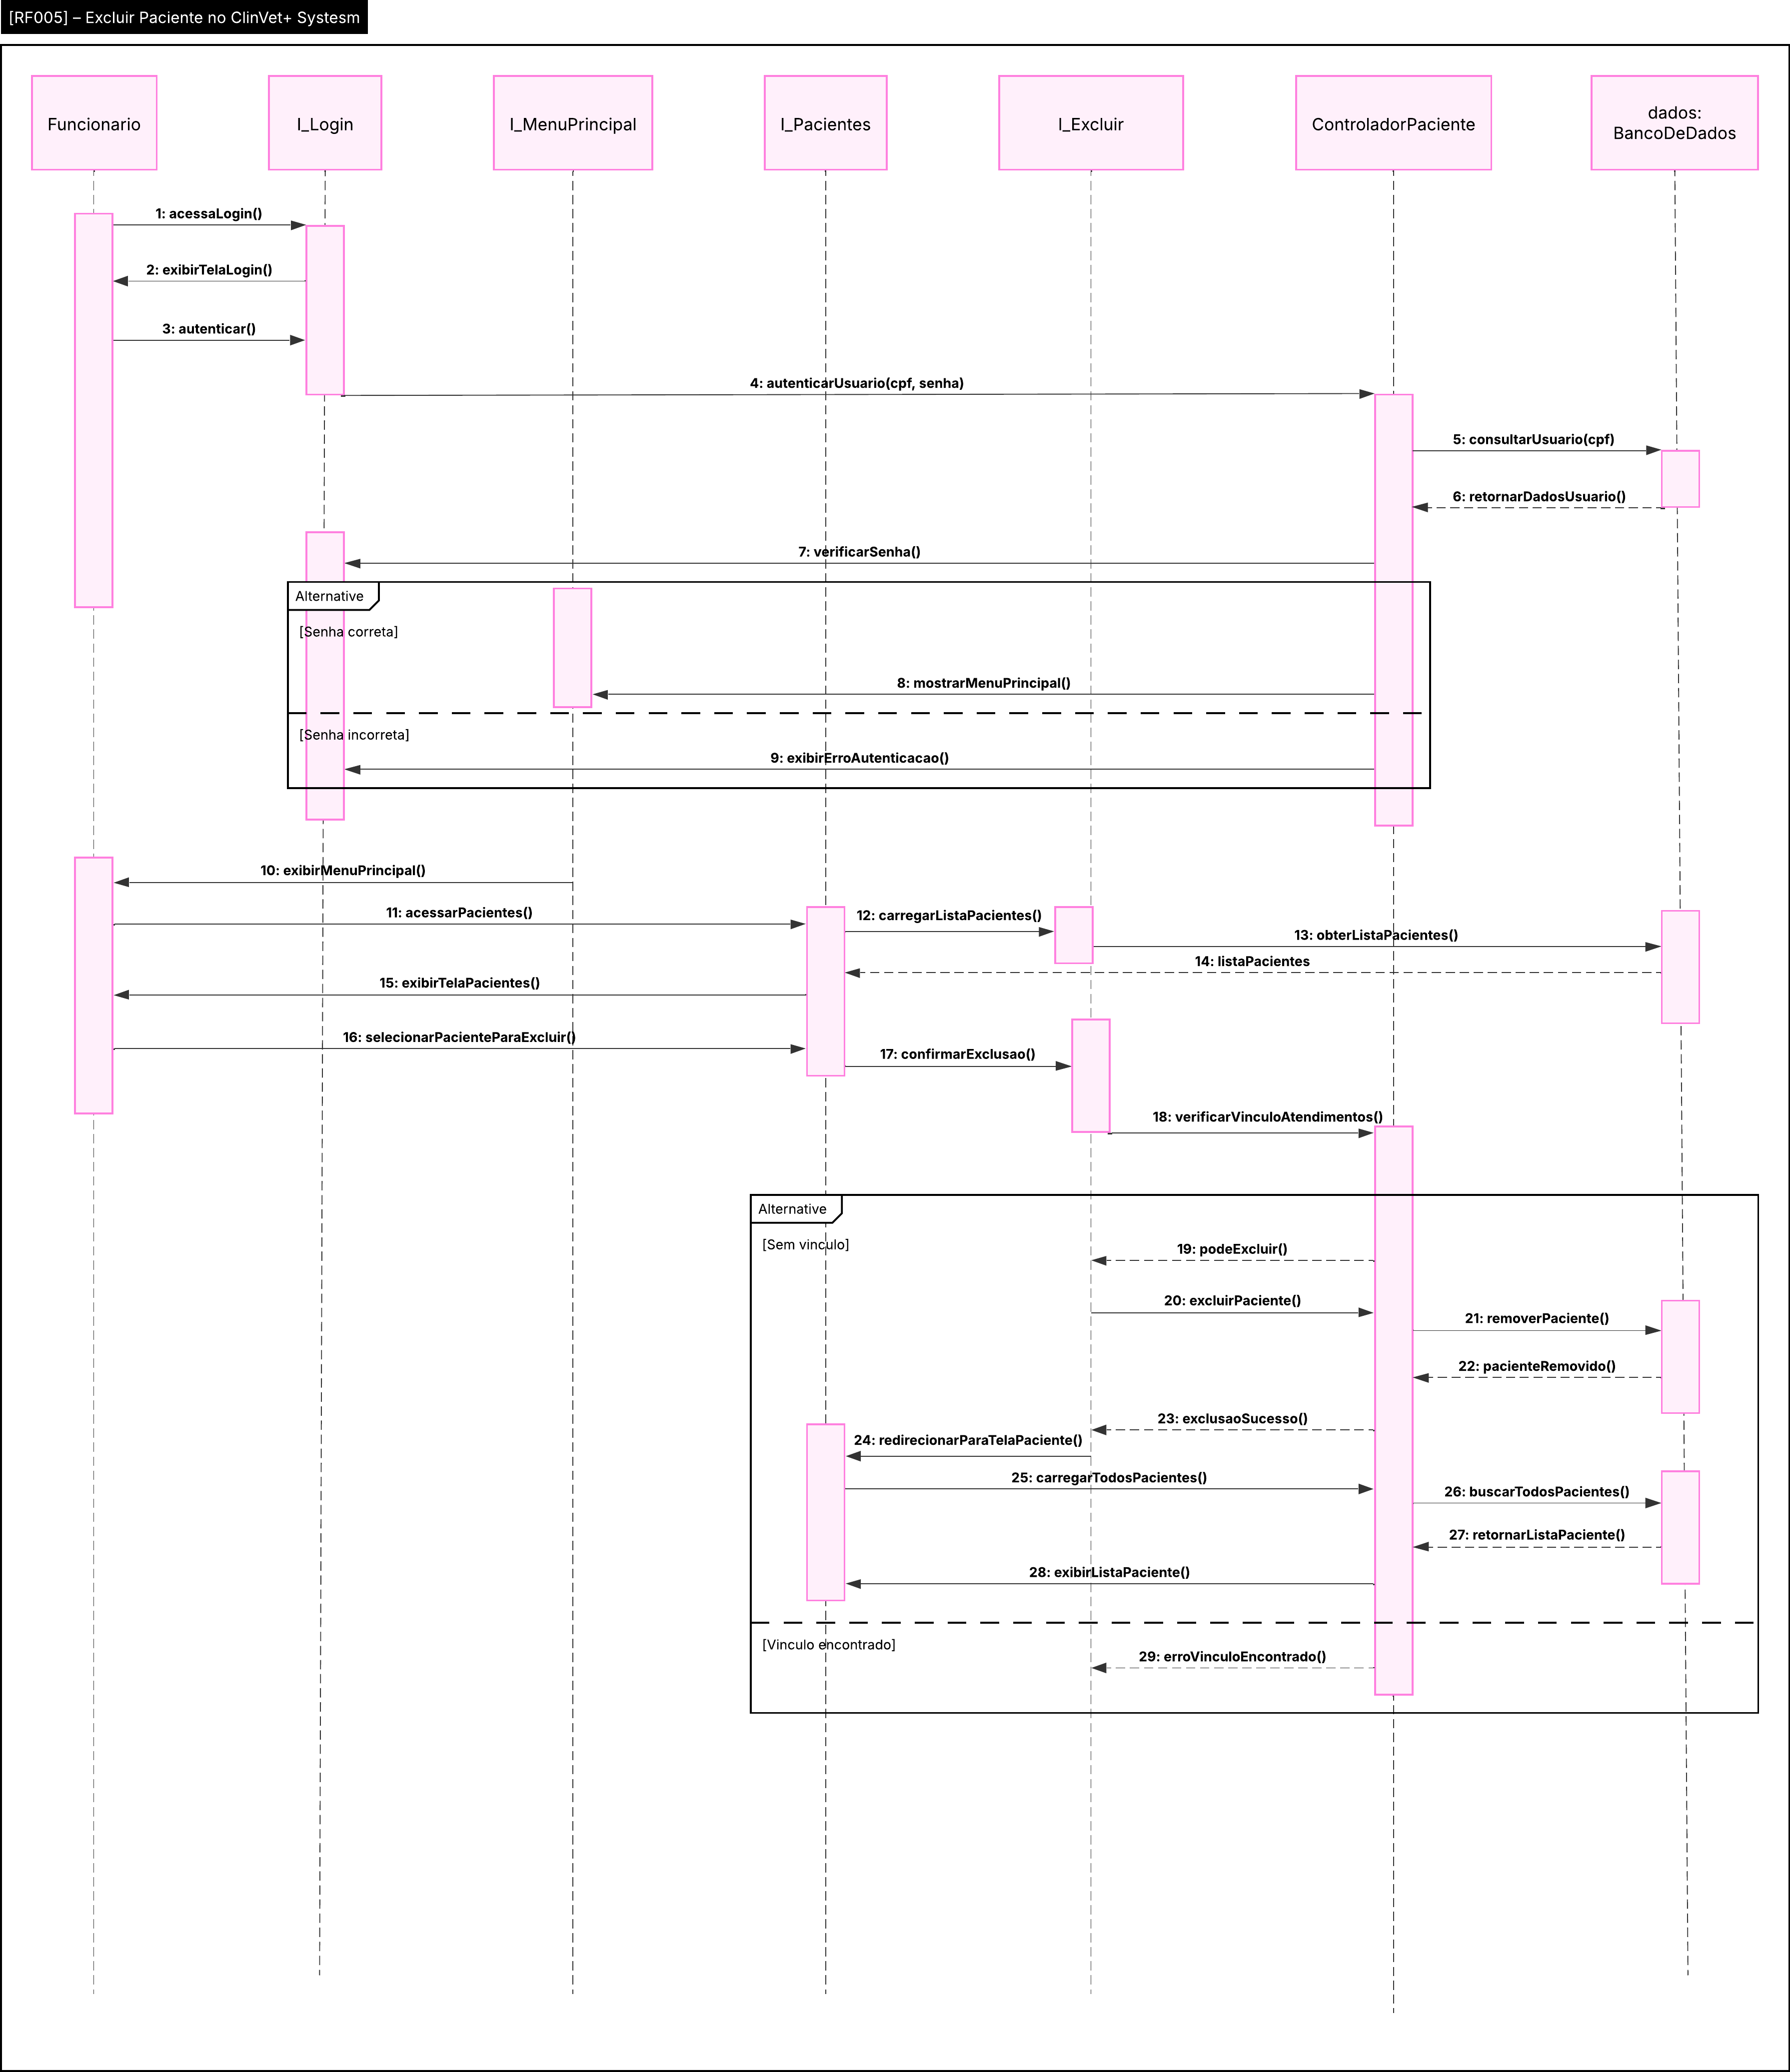 [RF005] – Excluir Paciente no ClinVet+ Systesm
Funcionario
I_Login
I_MenuPrincipal
I_Pacientes
I_Excluir
ControladorPaciente
dados:
BancoDeDados
1: acessaLogin()
2: exibirTelaLogin()
3: autenticar()
4: autenticarUsuario(cpf, senha)
5: consultarUsuario(cpf)
6: retornarDadosUsuario()
7: verificarSenha()
Alternative
[Senha correta]
8: mostrarMenuPrincipal()
[Senha incorreta]
9: exibirErroAutenticacao()
10: exibirMenuPrincipal()
11: acessarPacientes()
12: carregarListaPacientes()
13: obterListaPacientes()
14: listaPacientes
15: exibirTelaPacientes()
16: selecionarPacienteParaExcluir()
17: confirmarExclusao()
18: verificarVinculoAtendimentos()
Alternative
[Sem vinculo]
19: podeExcluir()
20: excluirPaciente()
21: removerPaciente()
22: pacienteRemovido()
23: exclusaoSucesso()
24: redirecionarParaTelaPaciente()
25: carregarTodosPacientes()
26: buscarTodosPacientes()
27: retornarListaPaciente()
28: exibirListaPaciente()
[Vinculo encontrado]
29: erroVinculoEncontrado()